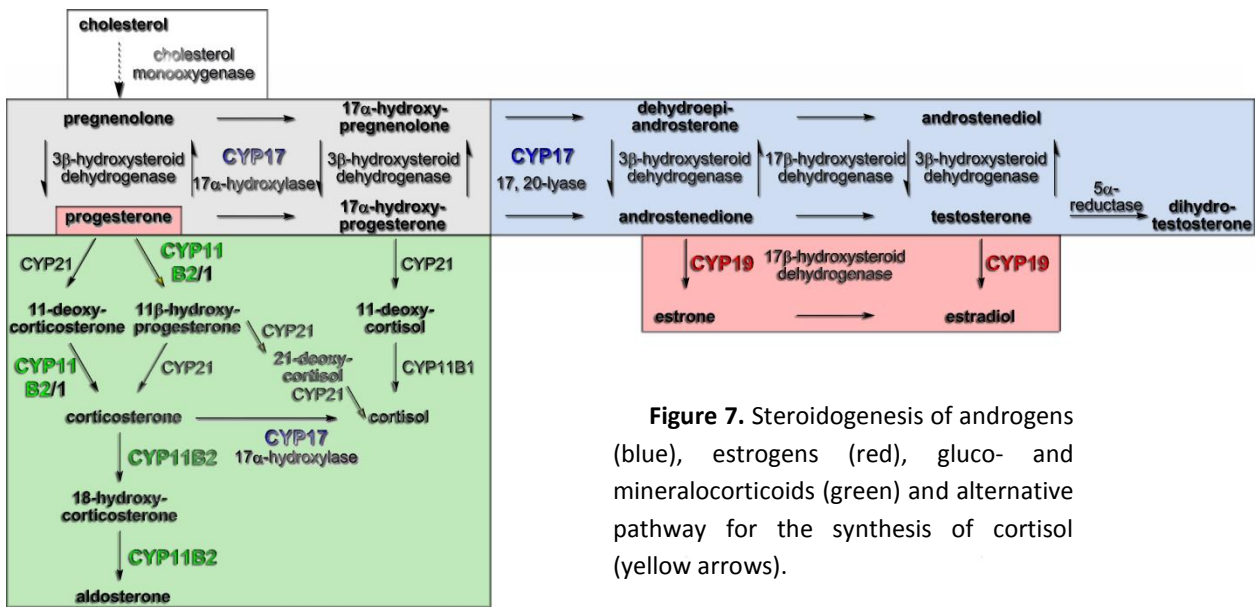 cholesterol
cholesterol
monooxygenase
pregnenolone
17α-hydroxy-
pregnenolone
dehydroepi-
androsterone
androstenediol
3β-hydroxysteroid
dehydrogenase
CYP17
17α-hydroxylase
3β-hydroxysteroid
dehydrogenase
CYP17
17, 20-lyase
3β-hydroxysteroid
dehydrogenase
17β-hydroxysteroid
dehydrogenase
3β-hydroxysteroid
dehydrogenase
5α-
reductase
progesterone
17α-hydroxy-
progesterone
androstenedione
testosterone
dihydro-
testosterone
CYP21
CYP11
B2/1
CYP21
CYP19
17β-hydroxysteroid
dehydrogenase
CYP19
11-deoxy-
corticosterone
11β-hydroxy-
progesterone
11-deoxy-
cortisol
estrone
estradiol
CYP21
CYP11
B2/1
CYP21
21-deoxy-
cortisol
CYP21
CYP11B1
corticosterone
cortisol
CYP17
17α-hydroxylase
CYP11B2
18-hydroxy-
corticosterone
CYP11B2
aldosterone
Figure 7. Steroidogenesis of androgens
(blue), estrogens (red), gluco- and
mineralocorticoids (green) and alternative
pathway for the synthesis of cortisol
(yellow arrows).